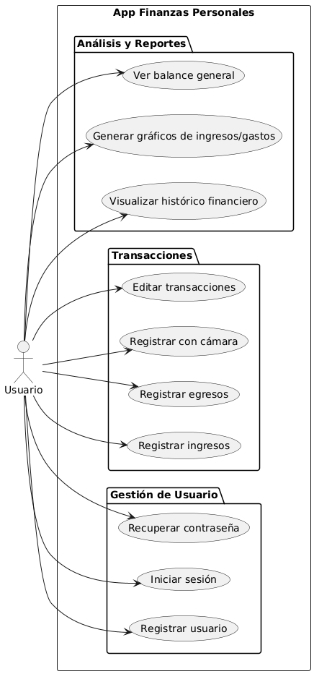 App Finanzas Personales
Análisis y Reportes
Ver balance general
Generar gráficos de ingresos/gastos
Visualizar histórico financiero
Transacciones
Editar transacciones
Registrar con cámara
Registrar egresos
Registrar ingresos
Usuario
Gestión de Usuario
Recuperar contraseña
Iniciar sesión
Registrar usuario